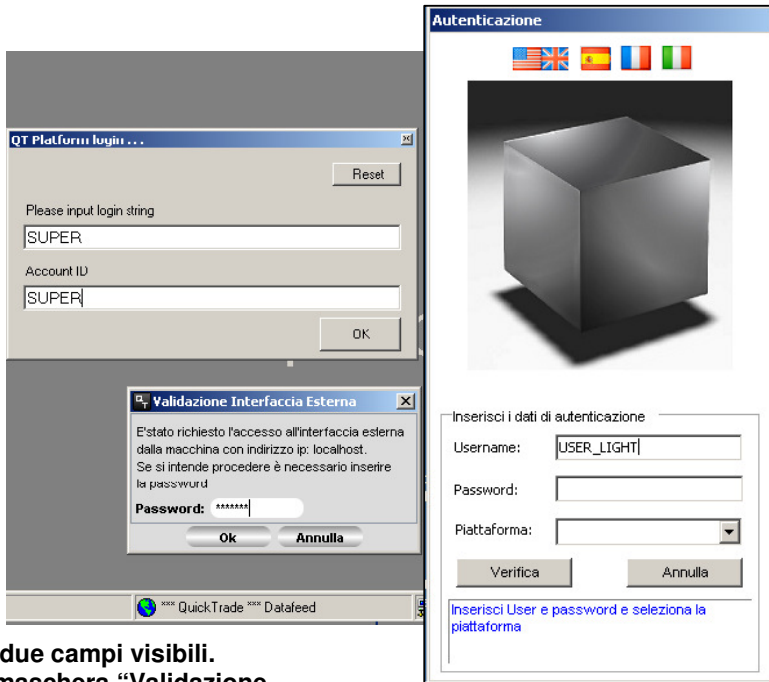 Autenticazione
QT Platform login . . .
Reset
Please input login string
SUPER
Account ID
SUPER
OK
Validazione Interfaccia Esterna
E'stato richiesto l'accesso all'interfaccia esterna
dalla macchina con indirizzo ip: localhost.
Se si intende procedere è necessario inserire
la password
Password: *******
Ok Annulla
*** QuickTrade *** Datafeed
Inserisci i dati di autenticazione
Username: USER_LIGHT
Password:
Piattaforma:
Verifica Annulla
Inserisci User e password e seleziona la
piattaforma
due campi visibili.
maschera “Validazione